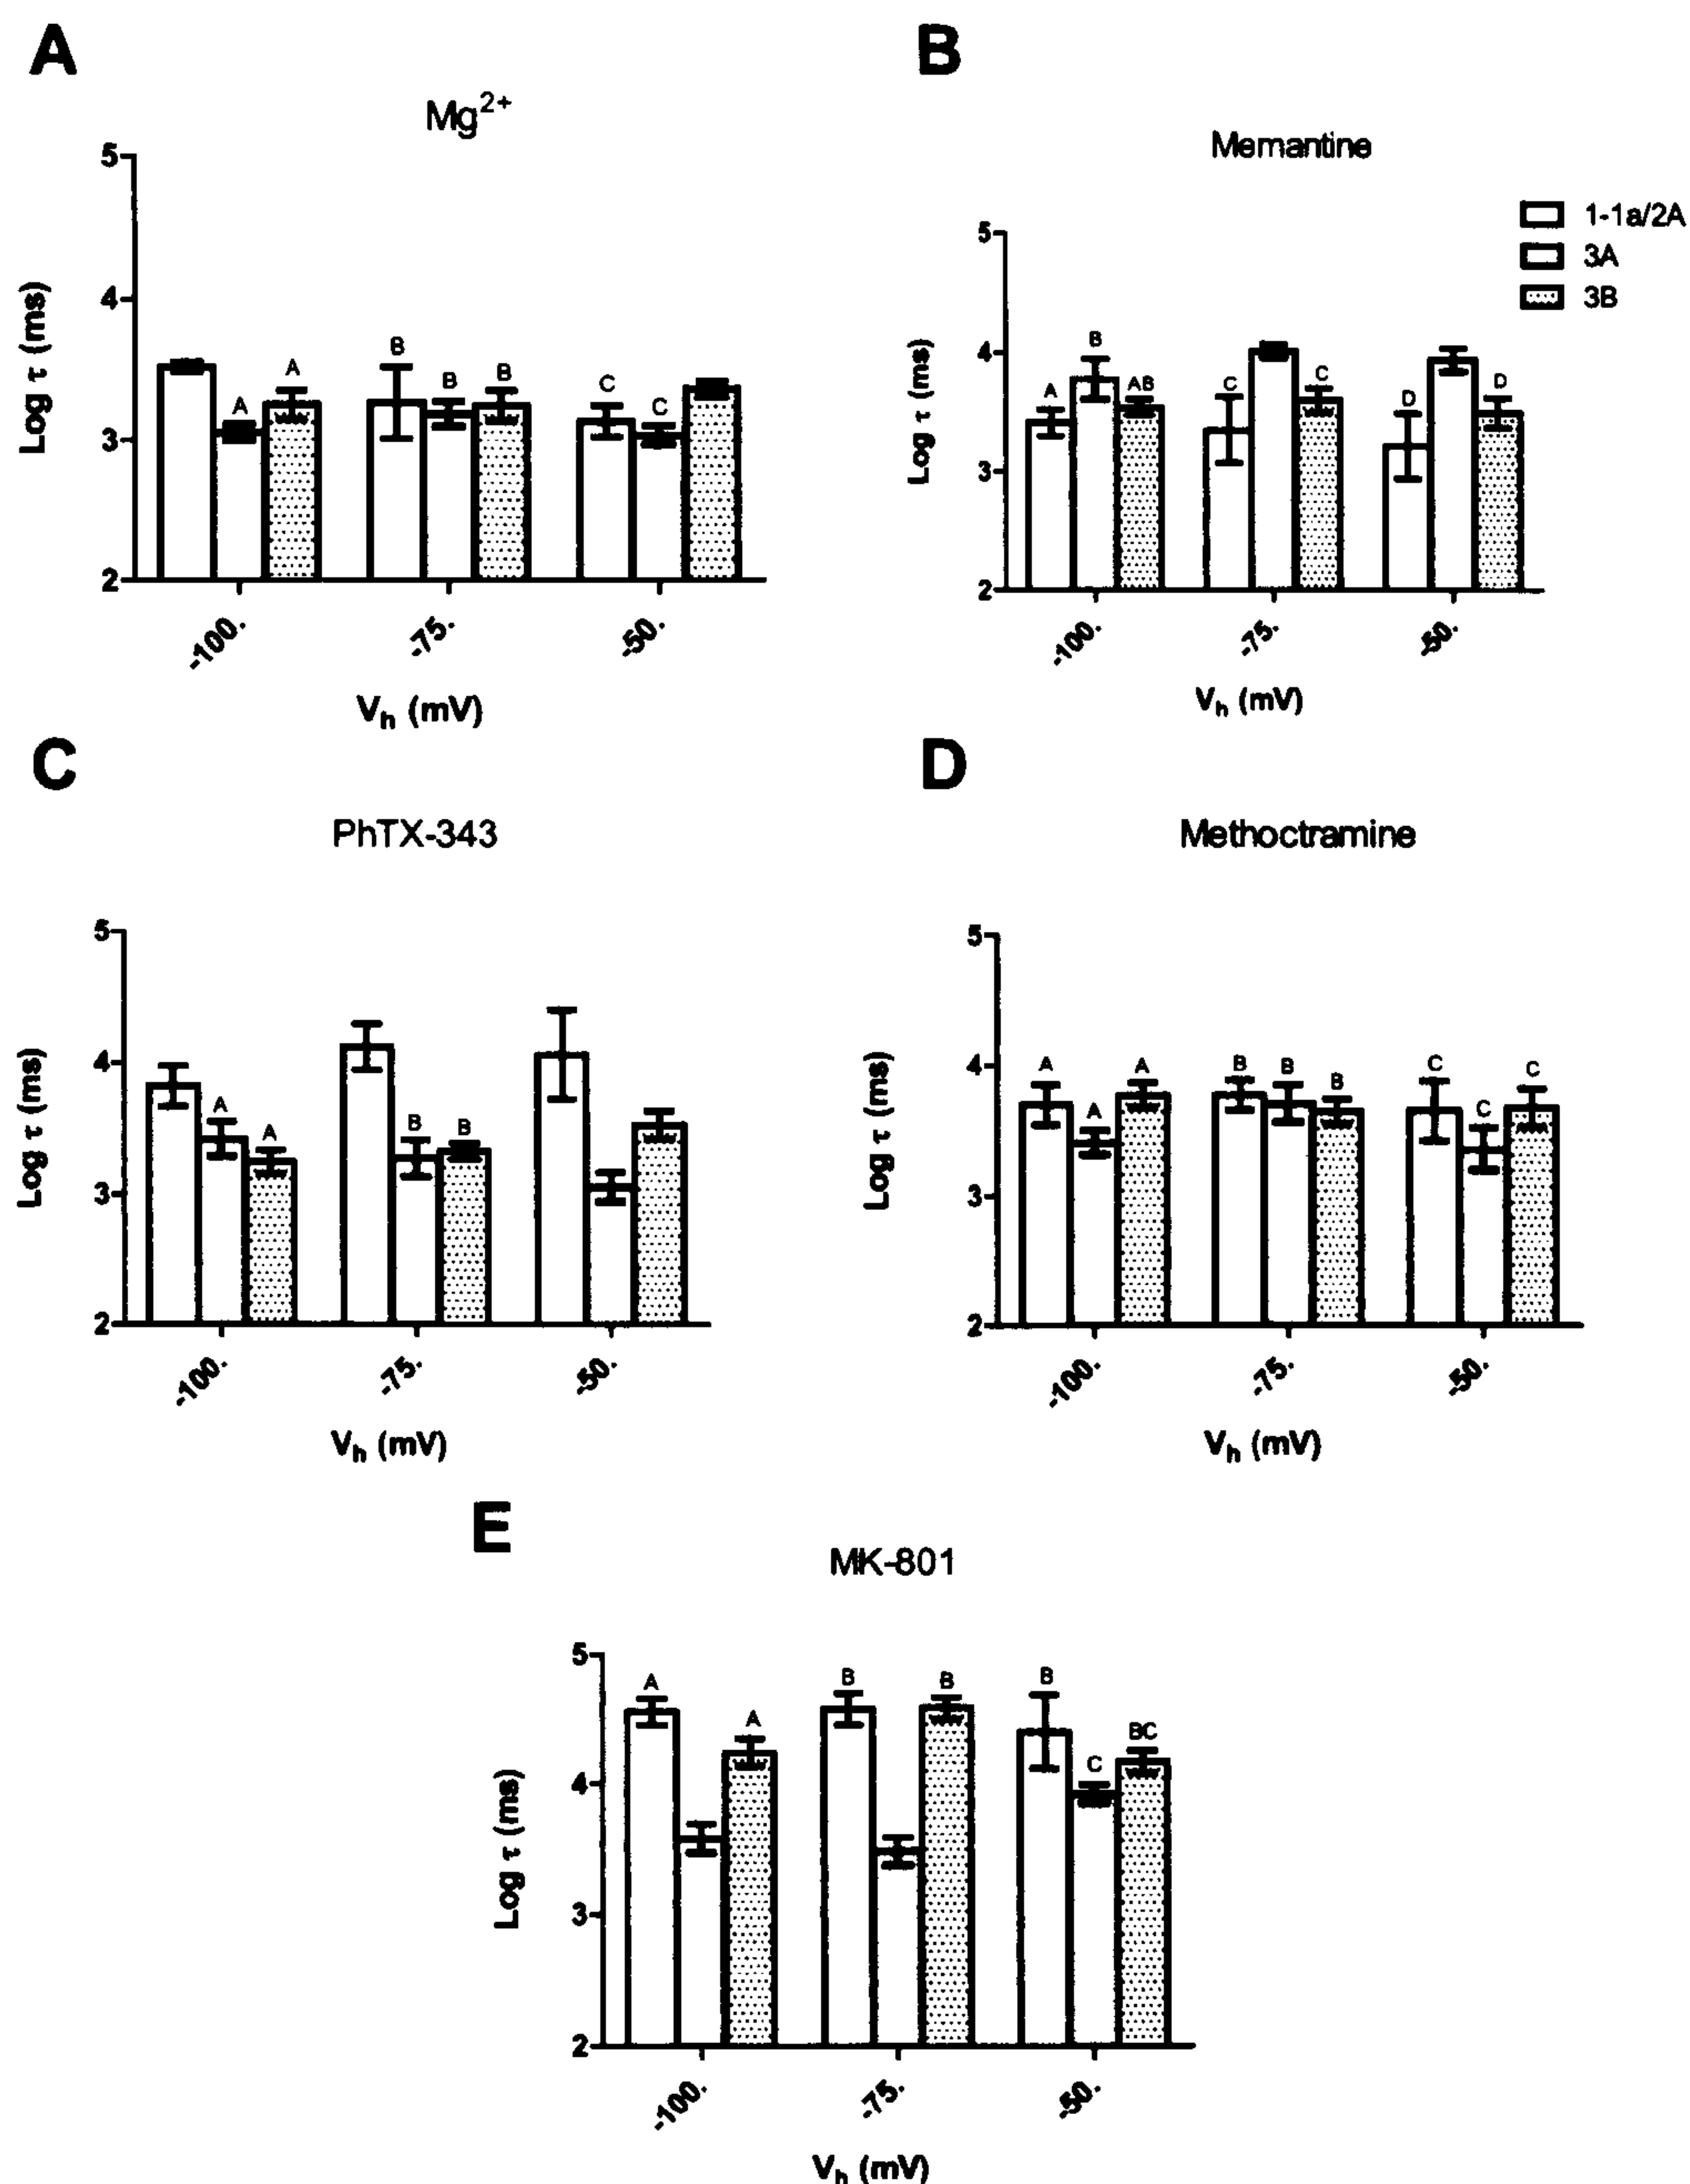 A
Mg2+
5
4
3
2
Log τ (ms)
A
A
B
B
B
C
C
-100.
-75.
-50.
Vh (mV)
B
Memantine
1-1a/2A
3A
3B
5
4
3
2
Log τ (ms)
A
B
AB
C
C
D
D
-100.
-75.
-50.
Vh (mV)
C
PhTX-343
5
4
3
2
Log τ (ms)
A
A
B
B
-100.
-75.
-50.
Vh (mV)
D
Methoctramine
5
4
3
2
Log τ (ms)
A
A
A
B
B
B
C
C
C
-100.
-75.
-50.
Vh (mV)
E
MK-801
5
4
3
2
Log τ (ms)
A
A
B
B
B
C
BC
-100.
-75.
-50.
Vh (mV)